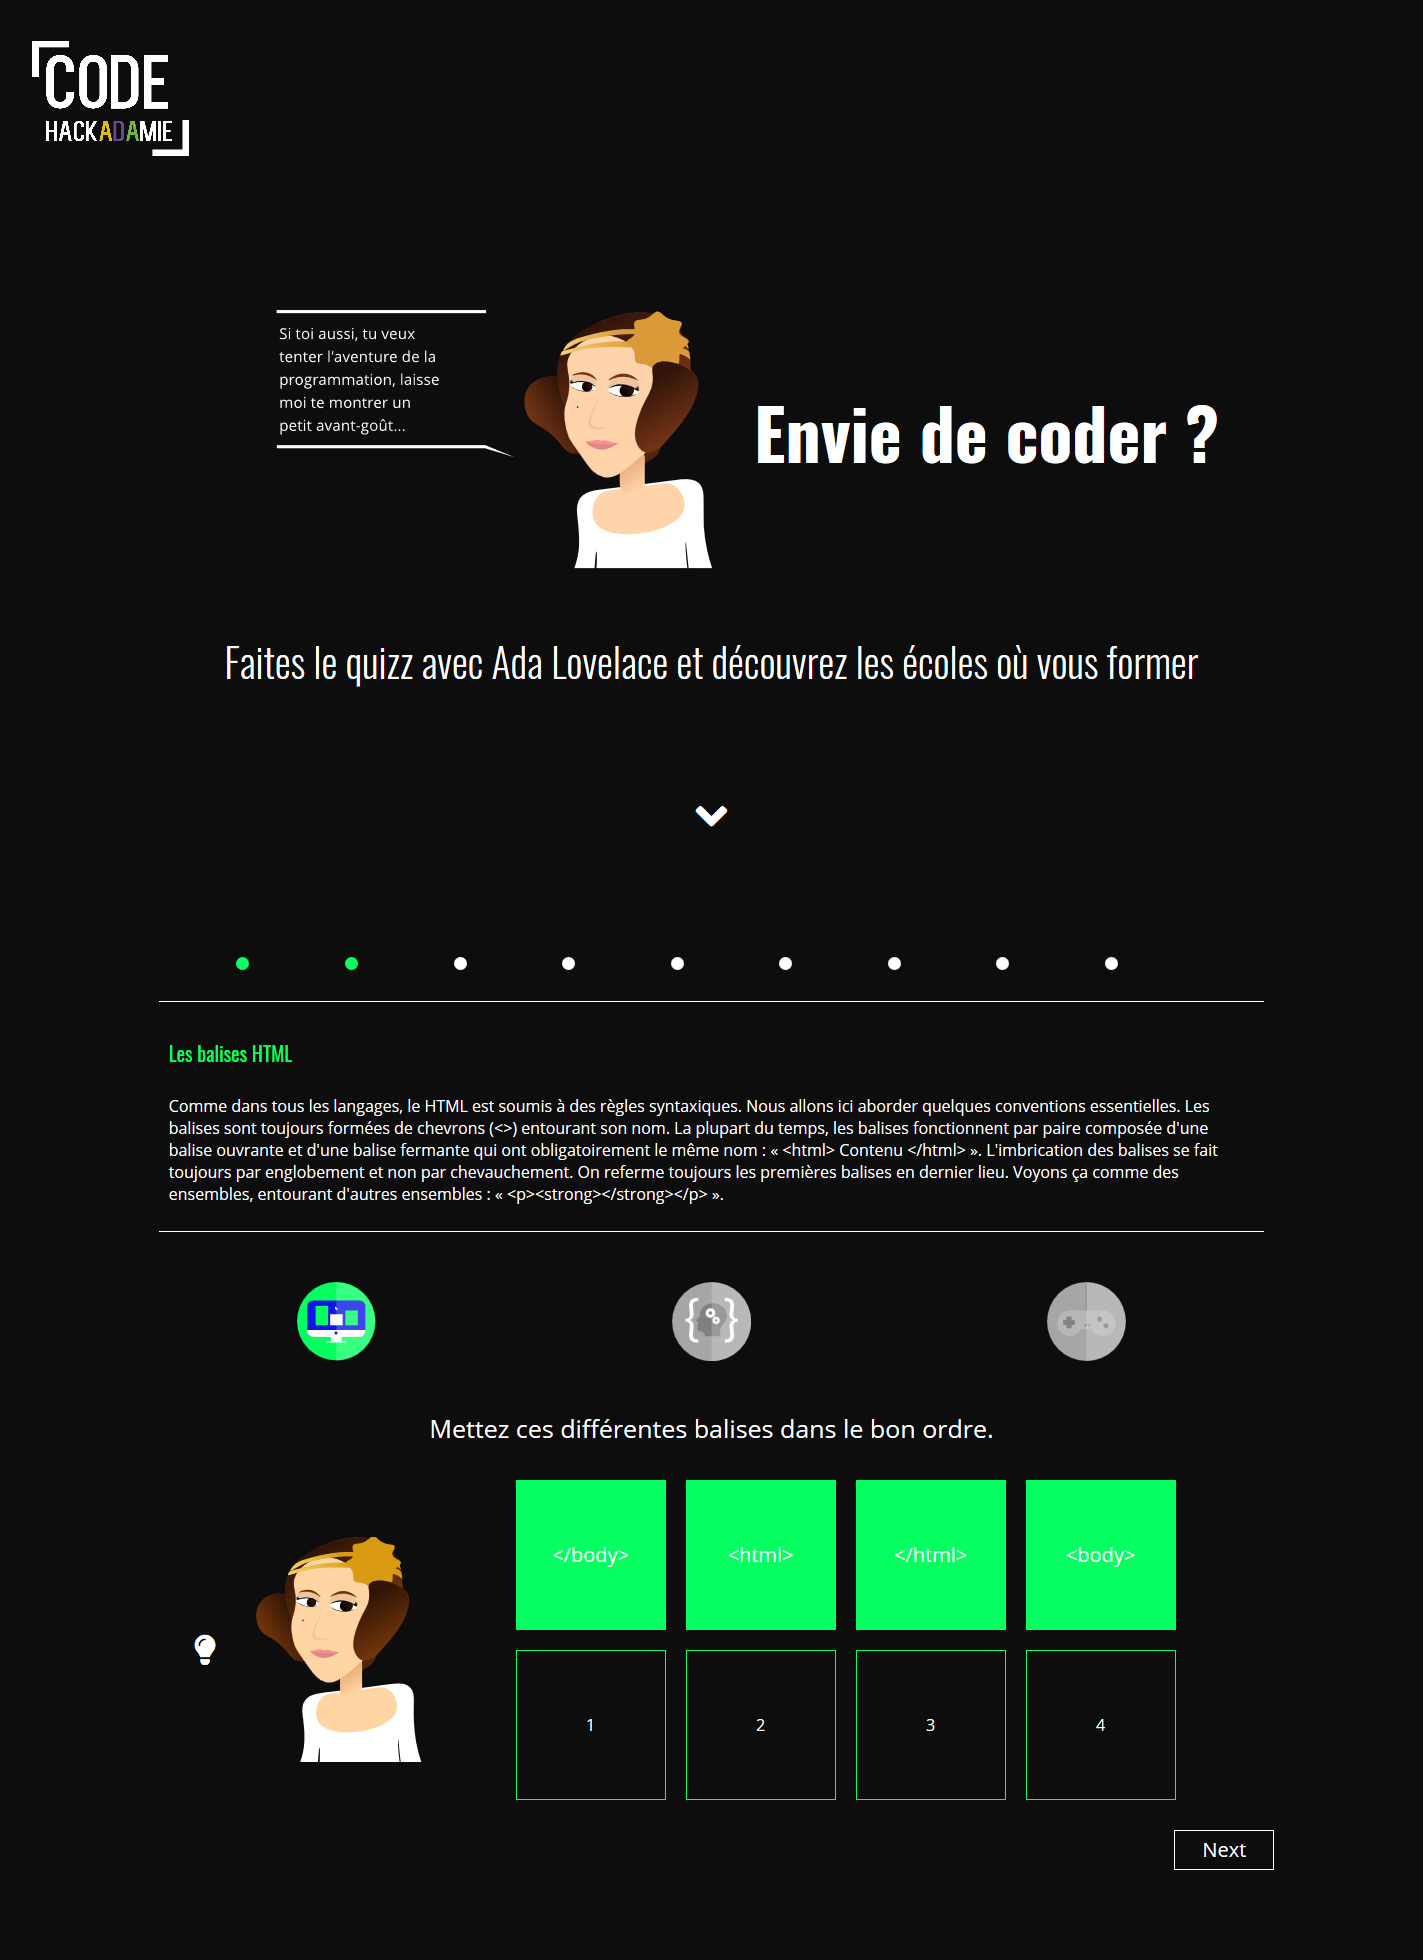 CODE
HACKADAMIE
Si toi aussi, tu veux
tenter l'aventure de la
programmation, laisse
moi te montrer un
petit avant-goût...
Envie de coder ?
Faites le quizz avec Ada Lovelace et découvrez les écoles où vous former
Les balises HTML
Comme dans tous les langages, le HTML est soumis à des règles syntaxiques. Nous allons ici aborder quelques conventions essentielles. Les
balises sont toujours formées de chevrons (<>) entourant son nom. La plupart du temps, les balises fonctionnent par paire composée d'une
balise ouvrante et d'une balise fermante qui ont obligatoirement le même nom : « <html> Contenu </html> ». L'imbrication des balises se fait
toujours par englobement et non par chevauchement. On referme toujours les premières balises en dernier lieu. Voyons ça comme des
ensembles, entourant d'autres ensembles : « <p><strong></strong></p> ».
Mettez ces différentes balises dans le bon ordre.
</body> <html> </html> <body>
1 2 3 4
Next